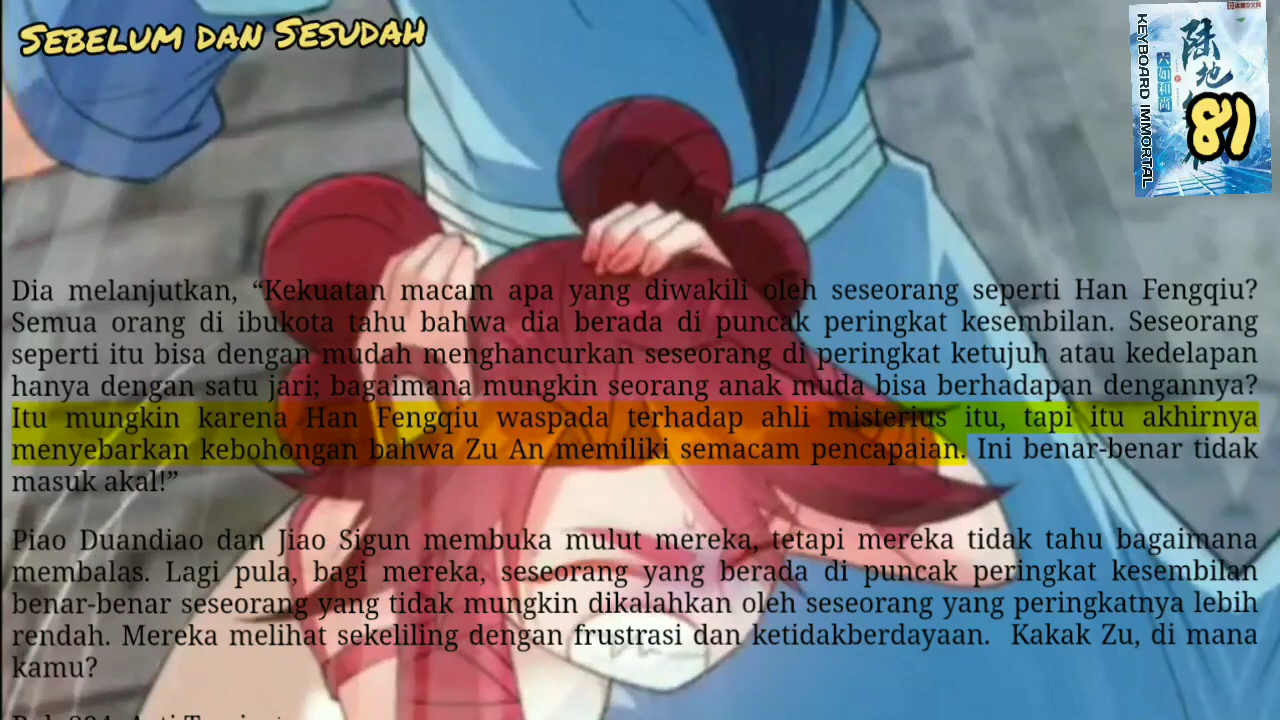 SEBELUM DAN SESUDAH
KEYBOARD IMMORTAL
陆地
81
Dia melanjutkan, “Kekuatan macam apa yang diwakili oleh seseorang seperti Han Fengqiu?
Semua orang di ibukota tahu bahwa dia berada di puncak peringkat kesembilan. Seseorang
seperti itu bisa dengan mudah menghancurkan seseorang di peringkat ketujuh atau kedelapan
hanya dengan satu jari; bagaimana mungkin seorang anak muda bisa berhadapan dengannya?
Itu mungkin karena Han Fengqiu waspada terhadap ahli misterius itu, tapi itu akhirnya
menyebarkan kebohongan bahwa Zu An memiliki semacam pencapaian. Ini benar-benar tidak
masuk akal!”
Piao Duandiao dan Jiao Sigun membuka mulut mereka, tetapi mereka tidak tahu bagaimana
membalas. Lagi pula, bagi mereka, seseorang yang berada di puncak peringkat kesembilan
benar-benar seseorang yang tidak mungkin dikalahkan oleh seseorang yang peringkatnya lebih
rendah. Mereka melihat sekeliling dengan frustrasi dan ketidakberdayaan. Kakak Zu, di mana
kamu?